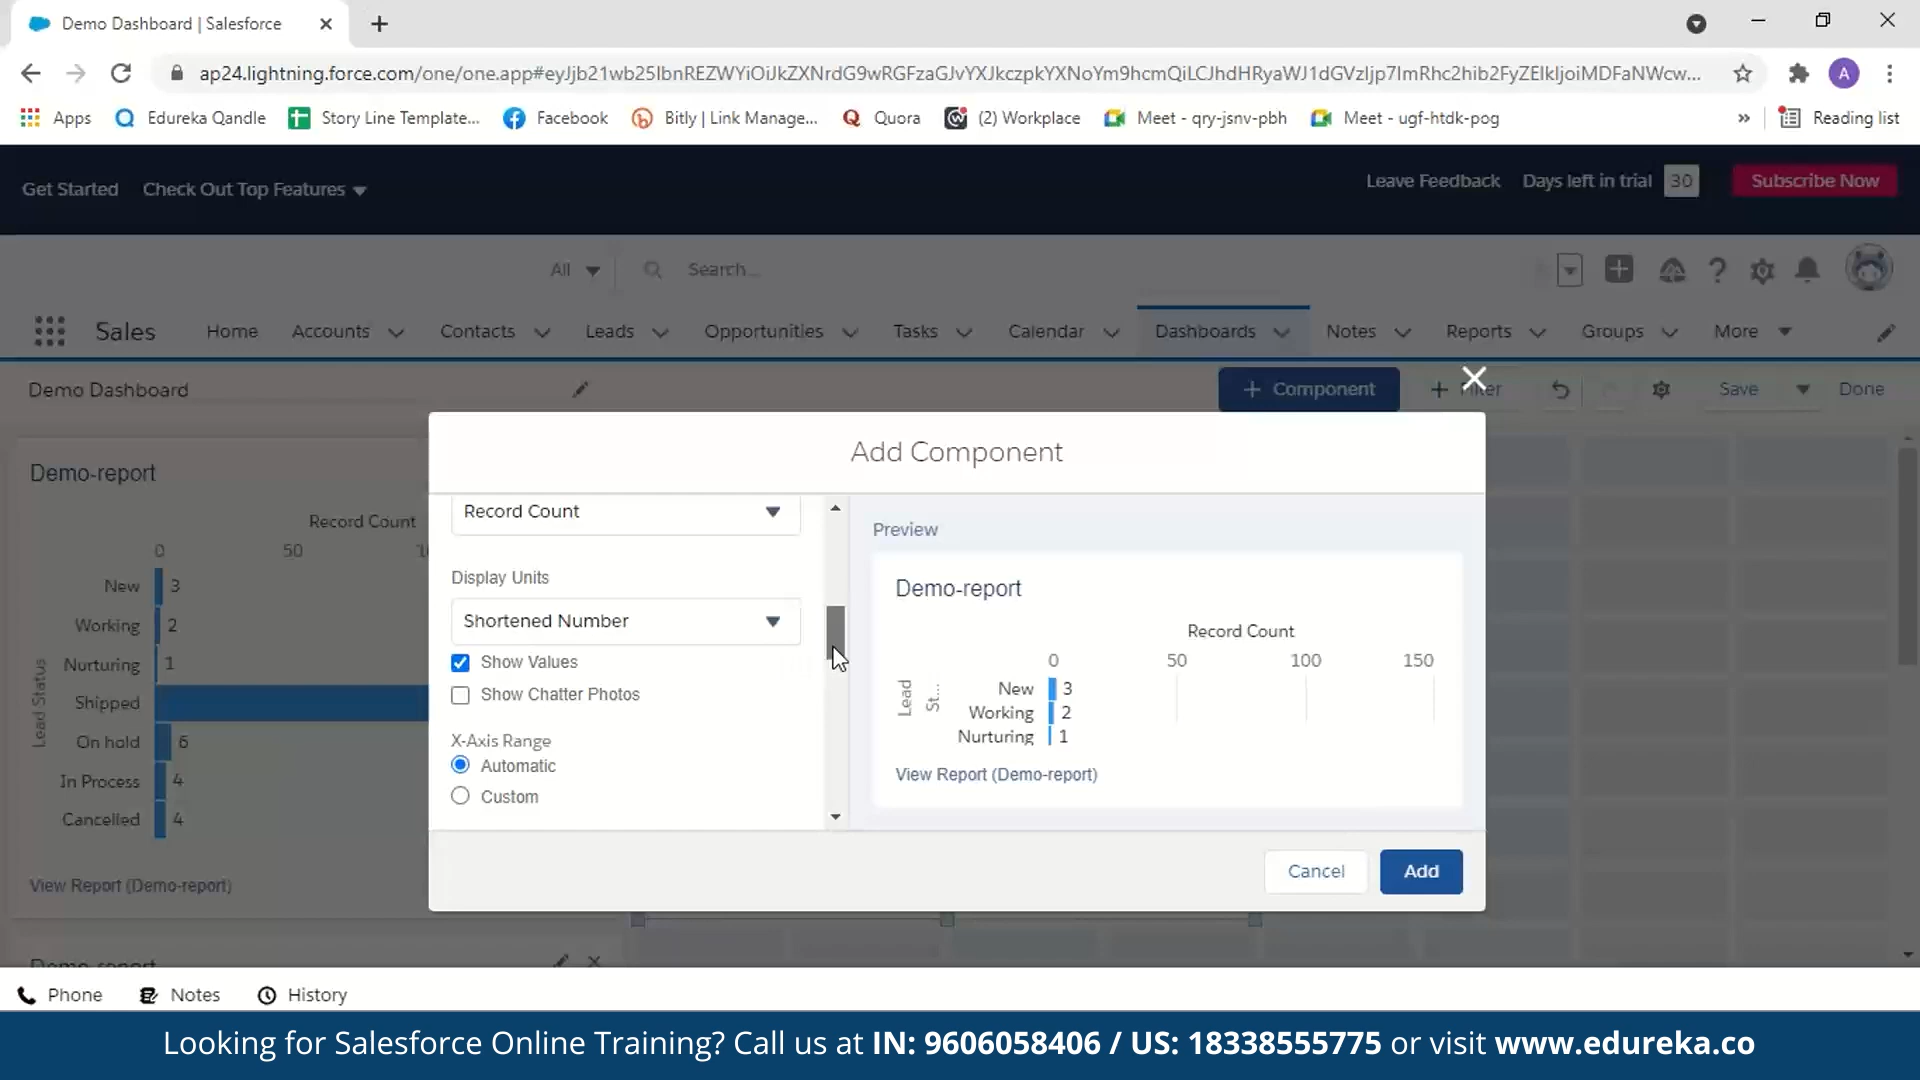 Demo Dashboard | Salesforce
ap24.lightning.force.com/one/one.app#eyJjb21wb25lbnREZWYiOiJkZXNrdG9wRGFzaGJvYXJkczpkYXNoYm9hcmQiLCJhdHRyaWJ1dGVzIjp7ImRhc2hib2FyZElkIjoiMDFaNWcw...
Apps Edureka Qandle Story Line Template... Facebook Bitly | Link Manage... Quora (2) Workplace Meet - qry-jsnv-pbh Meet - ugf-htdk-pog » Reading list
A
Get Started Check Out Top Features Leave Feedback Days left in trial 30 Subscribe Now
All Search...
Sales Home Accounts Contacts Leads Opportunities Tasks Calendar Dashboards Notes Reports Groups More
Demo Dashboard + Component + Filter Save Done
Demo-report
Record Count
0 50
Lead Status
New 3
Working 2
Nurturing 1
Shipped
On hold 6
In Process 4
Cancelled 4
View Report (Demo-report)
Demo-report
Add Component
Record Count
Display Units
Shortened Number
Show Values
Show Chatter Photos
X-Axis Range
Automatic
Custom
Preview
Demo-report
Record Count
0 50 100 150
Lead St...
New 3
Working 2
Nurturing 1
View Report (Demo-report)
Cancel Add
Phone Notes History
Looking for Salesforce Online Training? Call us at IN: 9606058406 / US: 18338555775 or visit www.edureka.co